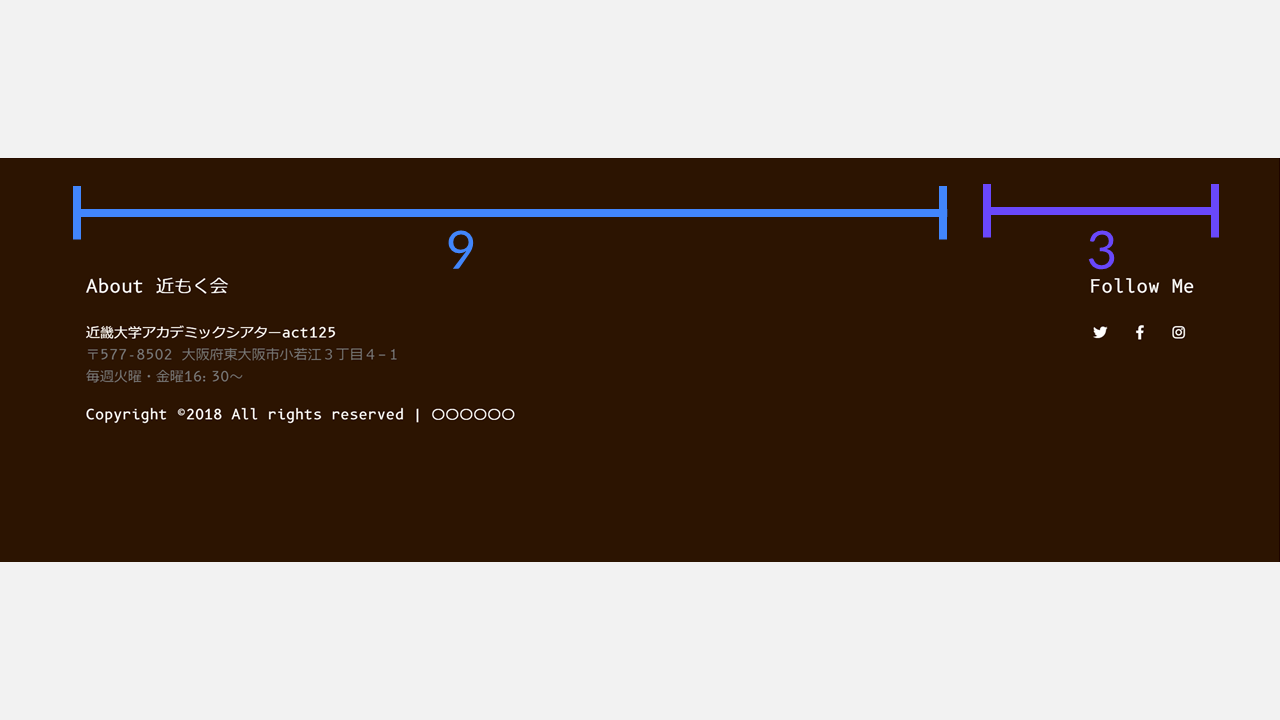 9
3
About 近もく会
Follow Me
近畿大学アカデミックシアターact125
〒577-8502 大阪府東大阪市小若江３丁目４−１
毎週火曜・金曜16: 30〜
Copyright ©2018 All rights reserved | 〇〇〇〇〇〇